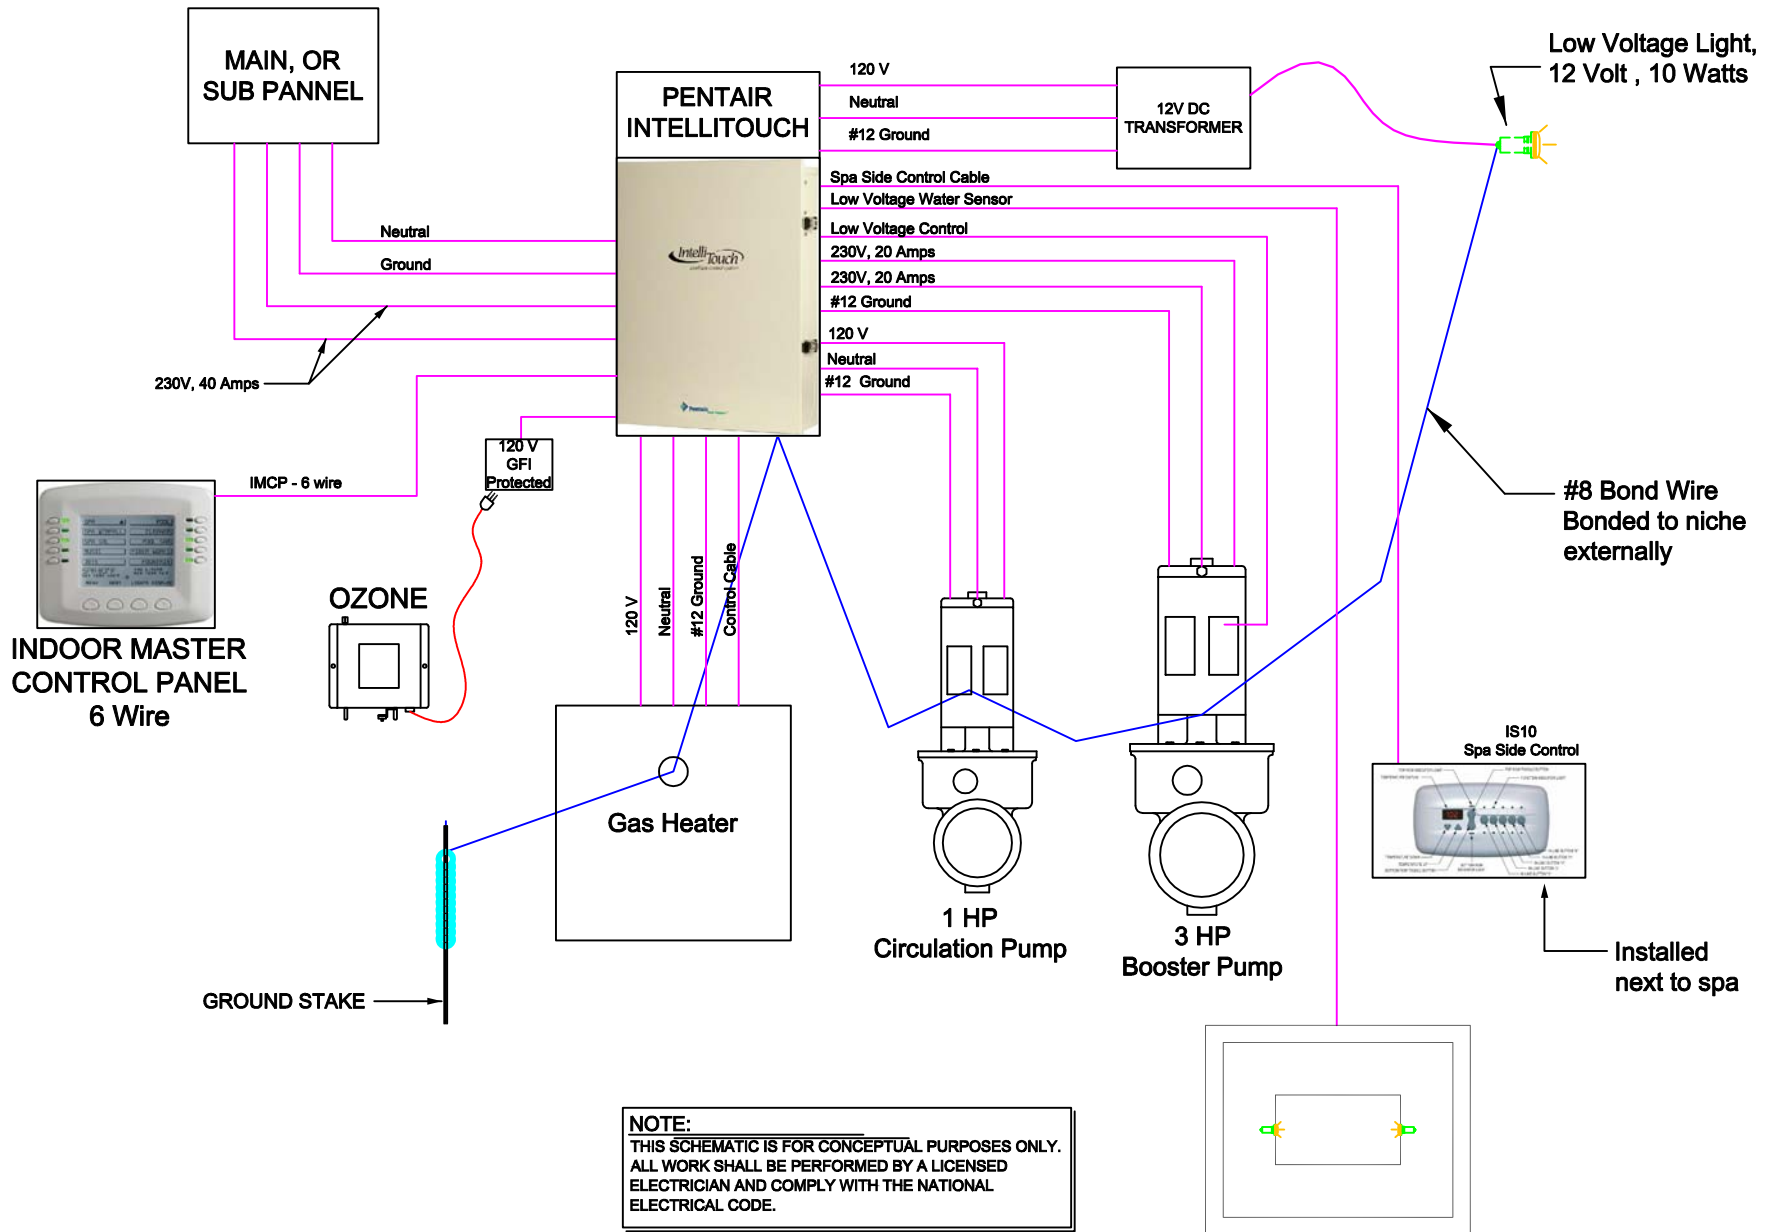 MAIN, OR
SUB PANNEL
PENTAIR
INTELLITOUCH
120 V
Neutral
#12 Ground
12V DC
TRANSFORMER
Low Voltage Light,
12 Volt , 10 Watts
Spa Side Control Cable
Low Voltage Water Sensor
Low Voltage Control
230V, 20 Amps
230V, 20 Amps
#12 Ground
120 V
Neutral
#12 Ground
Neutral
Ground
230V, 40 Amps
IntelliTouch
Pentair
120 V
GFI
Protected
IMCP - 6 wire
INDOOR MASTER
CONTROL PANEL
6 Wire
OZONE
120 V
Neutral
#12 Ground
Control Cable
#8 Bond Wire
Bonded to niche
externally
Gas Heater
GROUND STAKE
1 HP
Circulation Pump
3 HP
Booster Pump
IS10
Spa Side Control
Installed
next to spa
NOTE:
THIS SCHEMATIC IS FOR CONCEPTUAL PURPOSES ONLY.
ALL WORK SHALL BE PERFORMED BY A LICENSED
ELECTRICIAN AND COMPLY WITH THE NATIONAL
ELECTRICAL CODE.